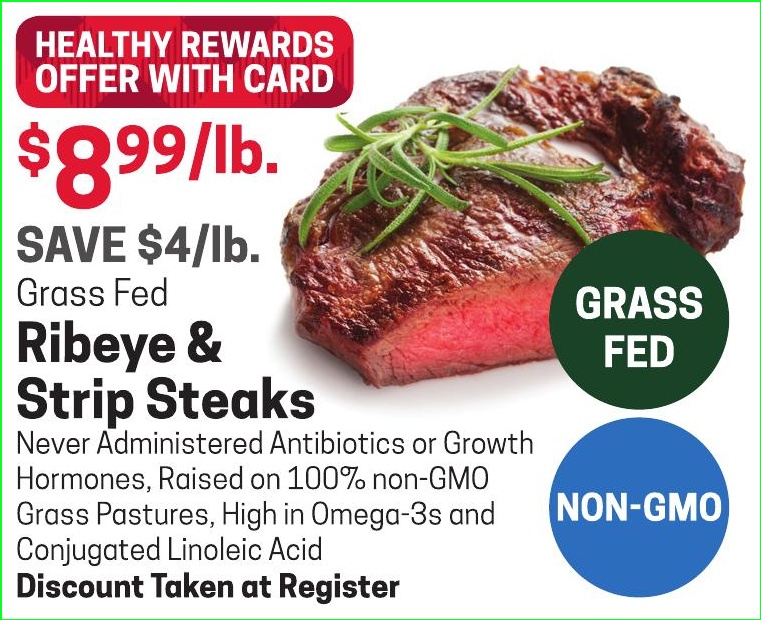 HEALTHY REWARDS
OFFER WITH CARD
$8.99/lb.
SAVE $4/lb.
Grass Fed
Ribeye &
Strip Steaks
Never Administered Antibiotics or Growth
Hormones, Raised on 100% non-GMO
Grass Pastures, High in Omega-3s and
Conjugated Linoleic Acid
Discount Taken at Register
GRASS
FED
NON-GMO